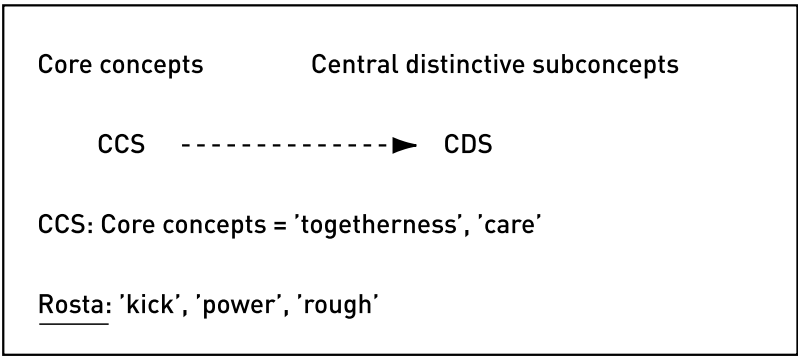 Core concepts Central distinctive subconcepts
CCS CDS
CCS: Core concepts = ’togetherness’, ’care’
Rosta: ’kick’, ’power’, ’rough’